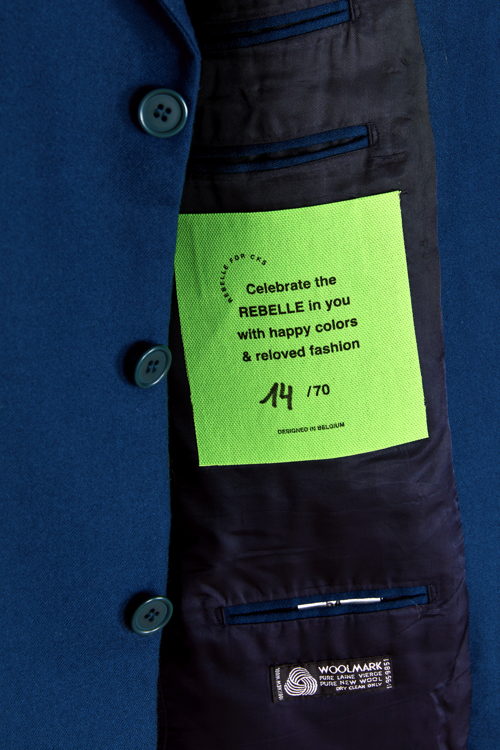 REBELLE FOR CKS
Celebrate the
REBELLE in you
with happy colors
& reloved fashion
14 /70
DESIGNED IN BELGIUM
WOOLMARK
PURE LAINE VIERGE
PURE NEW WOOL
DRY CLEAN ONLY